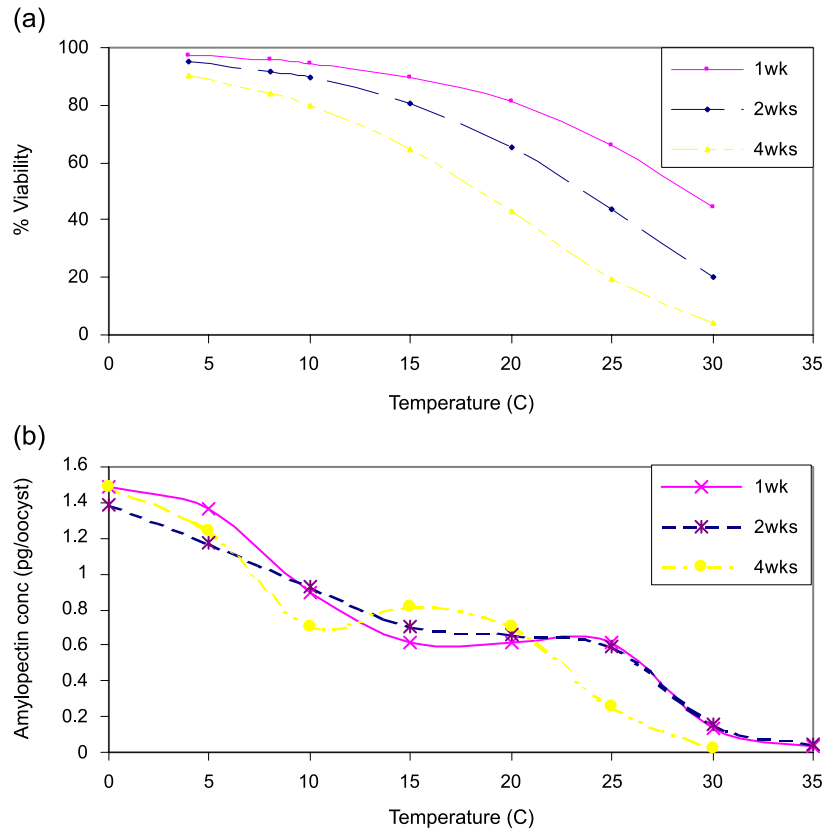 (a)
100
80
60
40
20
0
% Viability
0 5 10 15 20 25 30 35
Temperature (C)
1wk
2wks
4wks
(b)
1.6
1.4
1.2
1
0.8
0.6
0.4
0.2
0
Amylopectin conc (pg/oocyst)
0 5 10 15 20 25 30 35
Temperature (C)
1wk
2wks
4wks